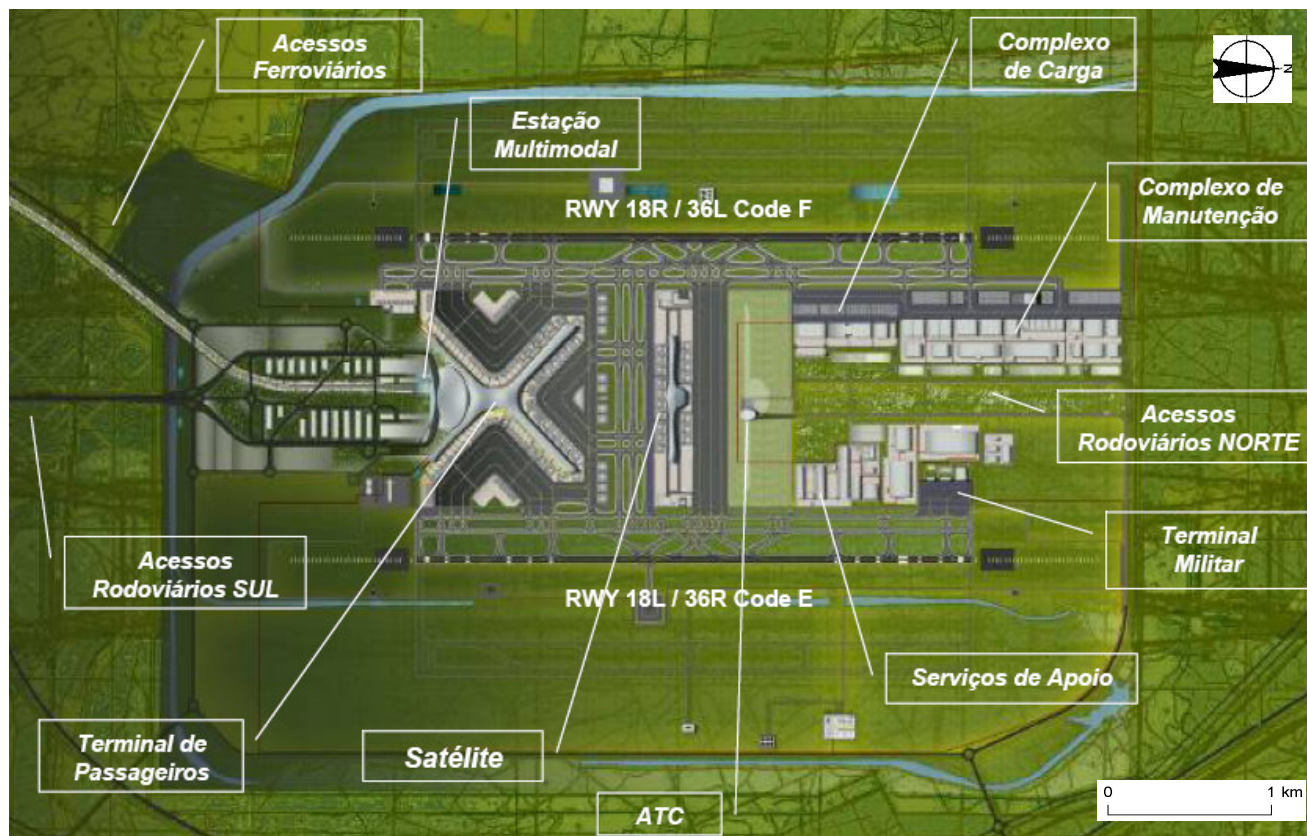 Acessos
Ferroviários
Complexo
de Carga
N
Estação
Multimodal
Complexo de
Manutenção
RWY 18R / 36L Code F
Acessos
Rodoviários NORTE
Acessos
Rodoviários SUL
Terminal
Militar
RWY 18L / 36R Code E
Serviços de Apoio
Terminal de
Passageiros
Satélite
ATC
0 1 km